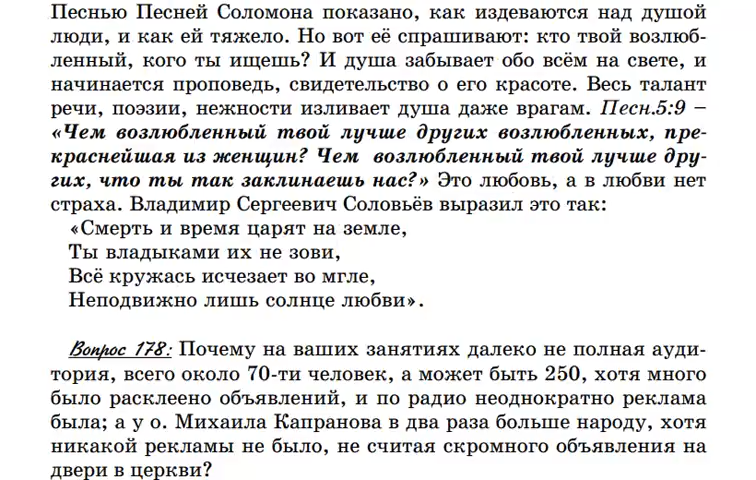 Песнью Песней Соломона показано, как издеваются над душой
люди, и как ей тяжело. Но вот её спрашивают: кто твой возлюб-
ленный, кого ты ищешь? И душа забывает обо всём на свете, и
начинается проповедь, свидетельство о его красоте. Весь талант
речи, поэзии, нежности изливает душа даже врагам. Песн.5:9 –
«Чем возлюбленный твой лучше других возлюбленных, пре-
краснейшая из женщин? Чем возлюбленный твой лучше дру-
гих, что ты так заклинаешь нас?» Это любовь, а в любви нет
страха. Владимир Сергеевич Соловьёв выразил это так:
«Смерть и время царят на земле,
Ты владыками их не зови,
Всё кружась исчезает во мгле,
Неподвижно лишь солнце любви».
Вопрос 178: Почему на ваших занятиях далеко не полная ауди-
тория, всего около 70-ти человек, а может быть 250, хотя много
было расклеено объявлений, и по радио неоднократно реклама
была; а у о. Михаила Капранова в два раза больше народу, хотя
никакой рекламы не было, не считая скромного объявления на
двери в церкви?